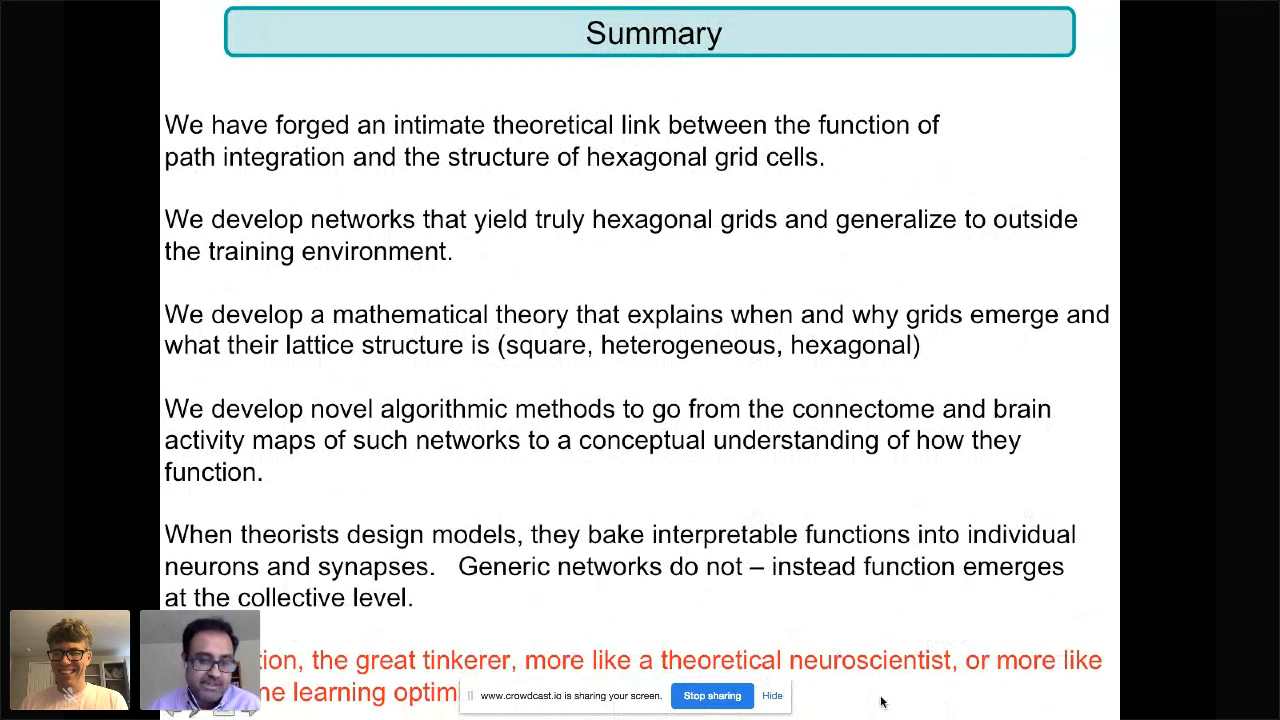 Summary
We have forged an intimate theoretical link between the function of
path integration and the structure of hexagonal grid cells.
We develop networks that yield truly hexagonal grids and generalize to outside
the training environment.
We develop a mathematical theory that explains when and why grids emerge and
what their lattice structure is (square, heterogeneous, hexagonal)
We develop novel algorithmic methods to go from the connectome and brain
activity maps of such networks to a conceptual understanding of how they
function.
When theorists design models, they bake interpretable functions into individual
neurons and synapses. Generic networks do not – instead function emerges
at the collective level.
tion, the great tinkerer, more like a theoretical neuroscientist, or more like
ne learning optim
www.crowdcast.io is sharing your screen.
Stop sharing
Hide